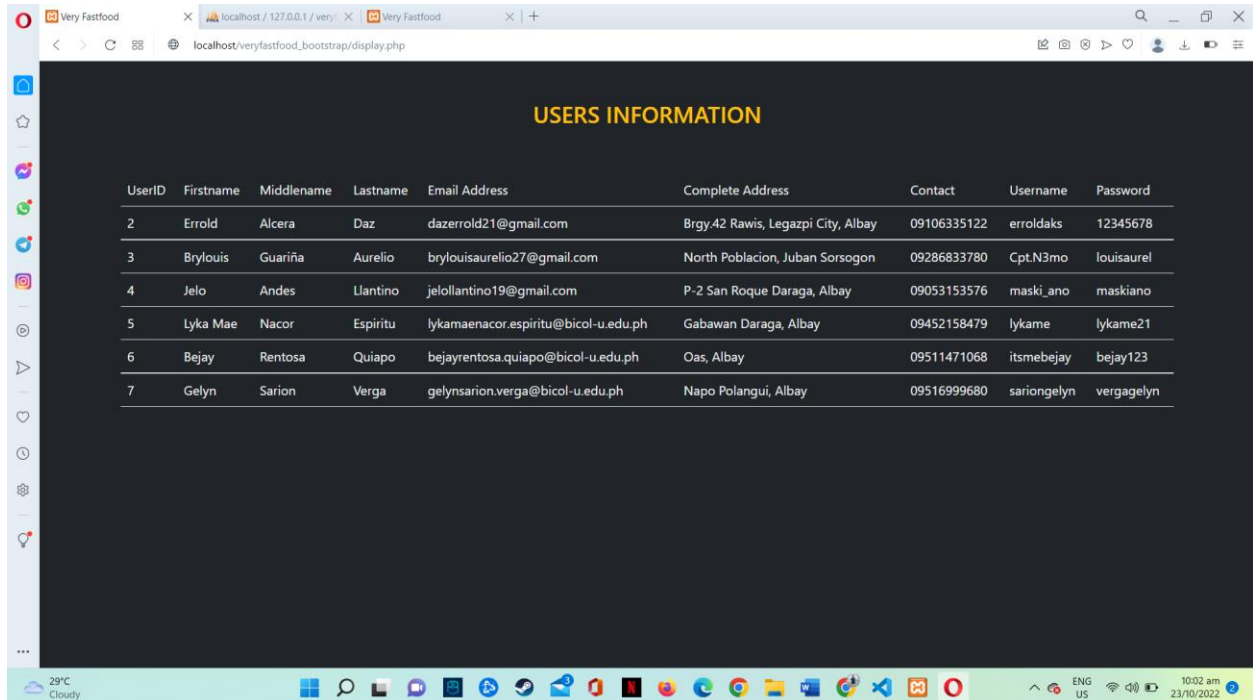 Very Fastfood
localhost / 127.0.0.1 / very
Very Fastfood
localhost/veryfastfood_bootstrap/display.php
USERS INFORMATION
UserID Firstname Middlename Lastname Email Address Complete Address Contact Username Password
2 Errold Alcera Daz dazerrold21@gmail.com Brgy.42 Rawis, Legazpi City, Albay 09106335122 erroldaks 12345678
3 Brylouis Guariña Aurelio brylouisaurelio27@gmail.com North Poblacion, Juban Sorsogon 09286833780 Cpt.N3mo louisaurel
4 Jelo Andes Llantino jelollantino19@gmail.com P-2 San Roque Daraga, Albay 09053153576 maski_ano maskiano
5 Lyka Mae Nacor Espiritu lykamaenacor.espiritu@bicol-u.edu.ph Gabawan Daraga, Albay 09452158479 lykame lykame21
6 Bejay Rentosa Quiapo bejayrentosa.quiapo@bicol-u.edu.ph Oas, Albay 09511471068 itsmebejay bejay123
7 Gelyn Sarion Verga gelynsarion.verga@bicol-u.edu.ph Napo Polangui, Albay 09516999680 sariongelyn vergagelyn
29°C
Cloudy
3
ENG
US
10:02 am
23/10/2022
2